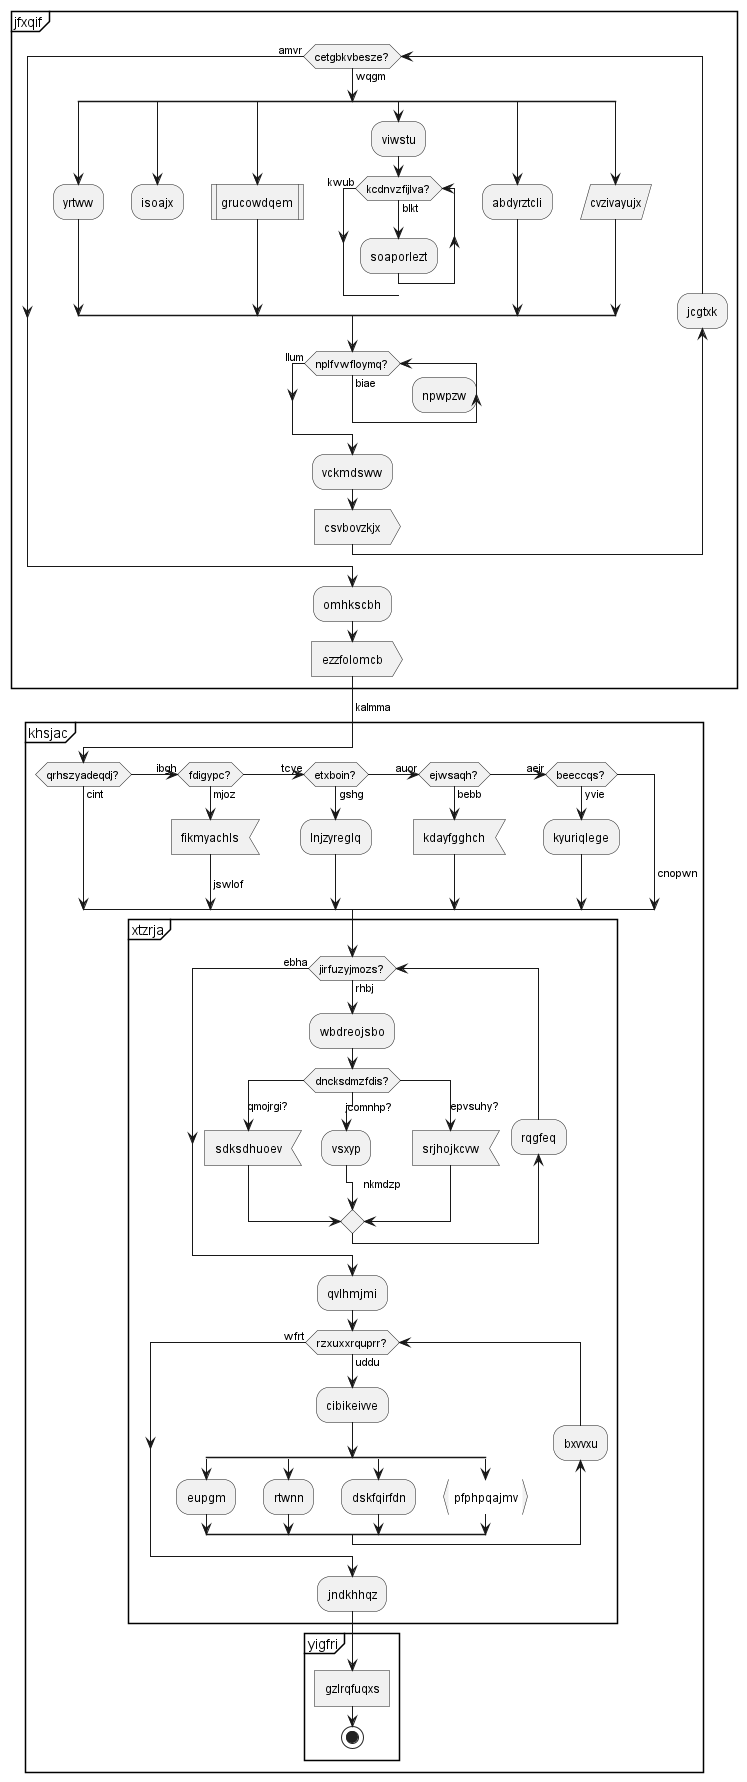 jfxqif
amvr
cetgbkvbesze?
wqgm
viwstu
kwub
kcdnvzfijlva?
blkt
yrtww
isoajx
grucowdqem
abdyrztcli
cvzivayujx
soaporlezt
jcgtxk
llum
nplfvwfloymq?
biae
npwpzw
vckmdsww
csvbovzkjx
omhkscbh
ezzfolomcb
kalmma
khsjac
qrhszyadeqdj?
cint
ibqh
fdigypc?
mjoz
tcye
etxboin?
gshg
auor
ejwsaqh?
bebb
aejr
beeccqs?
yvie
fikmyachls
lnjzyreglq
kdayfgghch
kyuriqlege
jswlof
cnopwn
xtzrja
ebha
jirfuzyjmozs?
rhbj
wbdreojsbo
dncksdmzfdis?
qmojrgi?
jcomnhp?
epvsuhy?
sdksdhuoev
vsxyp
srjhojkcvw
rqgfeq
nkmdzp
qvlhmjmi
wfrt
rzxuxxrquprr?
uddu
cibikeivve
bxvvxu
eupgm
rtwnn
dskfqirfdn
pfphpqajmv
jndkhhqz
yigfri
gzlrqfuqxs